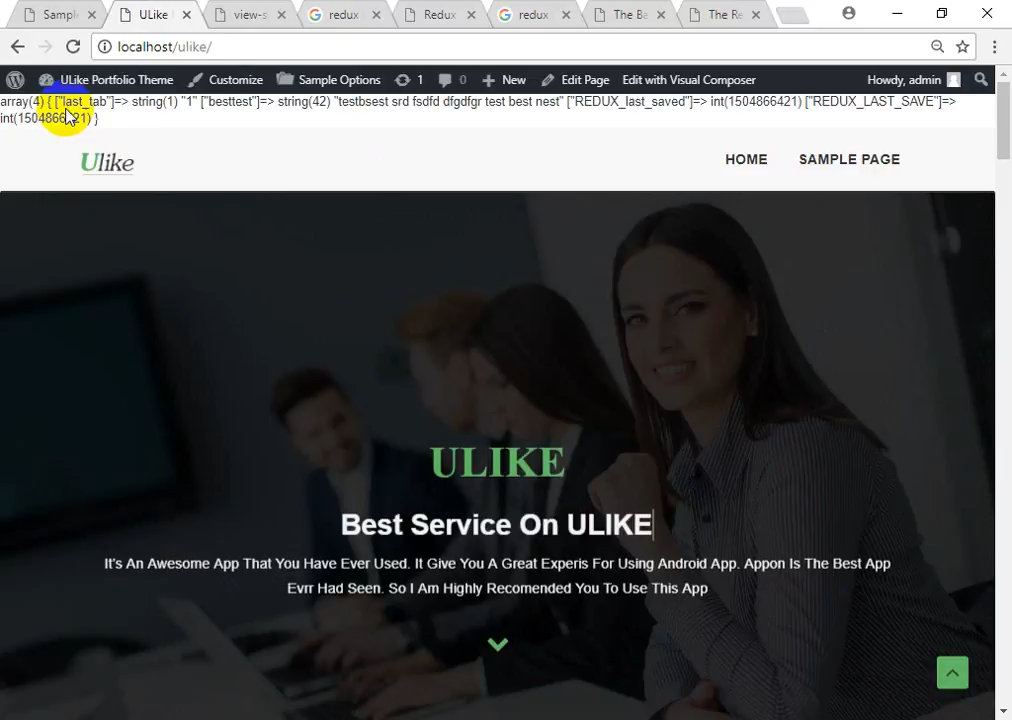 Sampl
ULike
view-s
redux
Redux
redux
The Ba
The Re
localhost/ulike/
ULike Portfolio Theme
Customize
Sample Options
1
0
New
Edit Page
Edit with Visual Composer
Howdy, admin
array(4) { ["last_tab"]=> string(1) "1" ["besttest"]=> string(42) "testbsest srd fsdfd dfgdfgr test best nest" ["REDUX_last_saved"]=> int(1504866421) ["REDUX_LAST_SAVE"]=>
int(1504866421) }
Ulike
HOME
SAMPLE PAGE
ULIKE
Best Service On ULIKE
It's An Awesome App That You Have Ever Used. It Give You A Great Experis For Using Android App. Appon Is The Best App
Evrr Had Seen. So I Am Highly Recomended You To Use This App